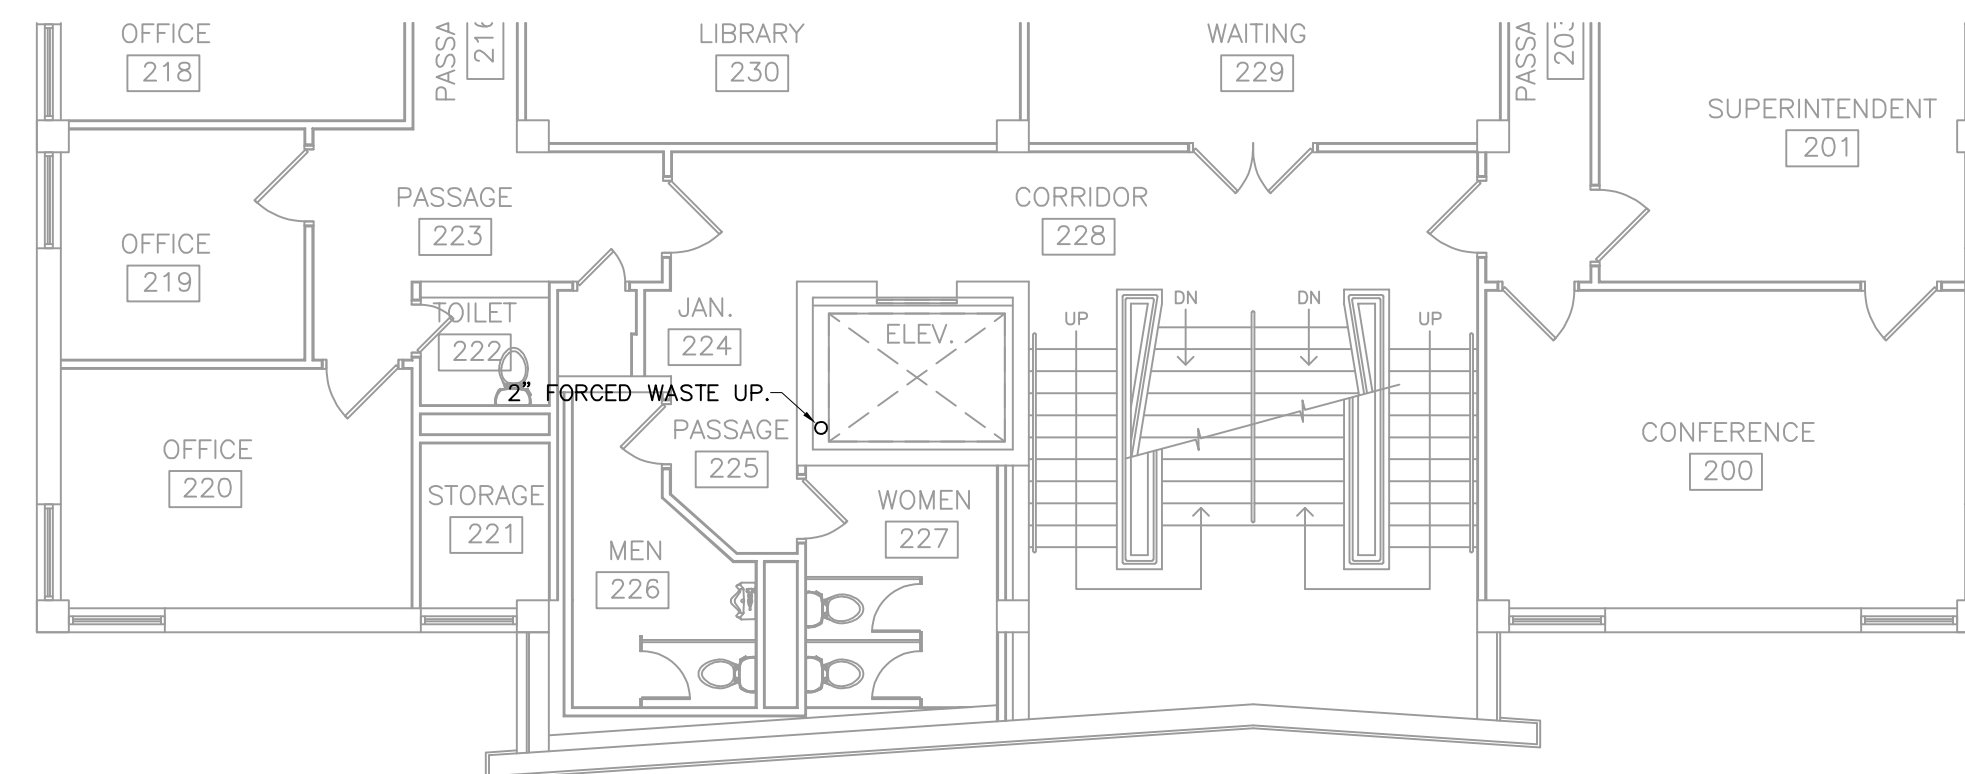 OFFICE
218
PASSA
216
LIBRARY
230
WAITING
229
PASSA
203
SUPERINTENDENT
201
PASSAGE
223
CORRIDOR
228
OFFICE
219
TOILET
222
JAN.
224
ELEV.
UP
DN
DN
UP
2" FORCED WASTE UP.
PASSAGE
225
CONFERENCE
200
OFFICE
220
STORAGE
221
WOMEN
227
MEN
226